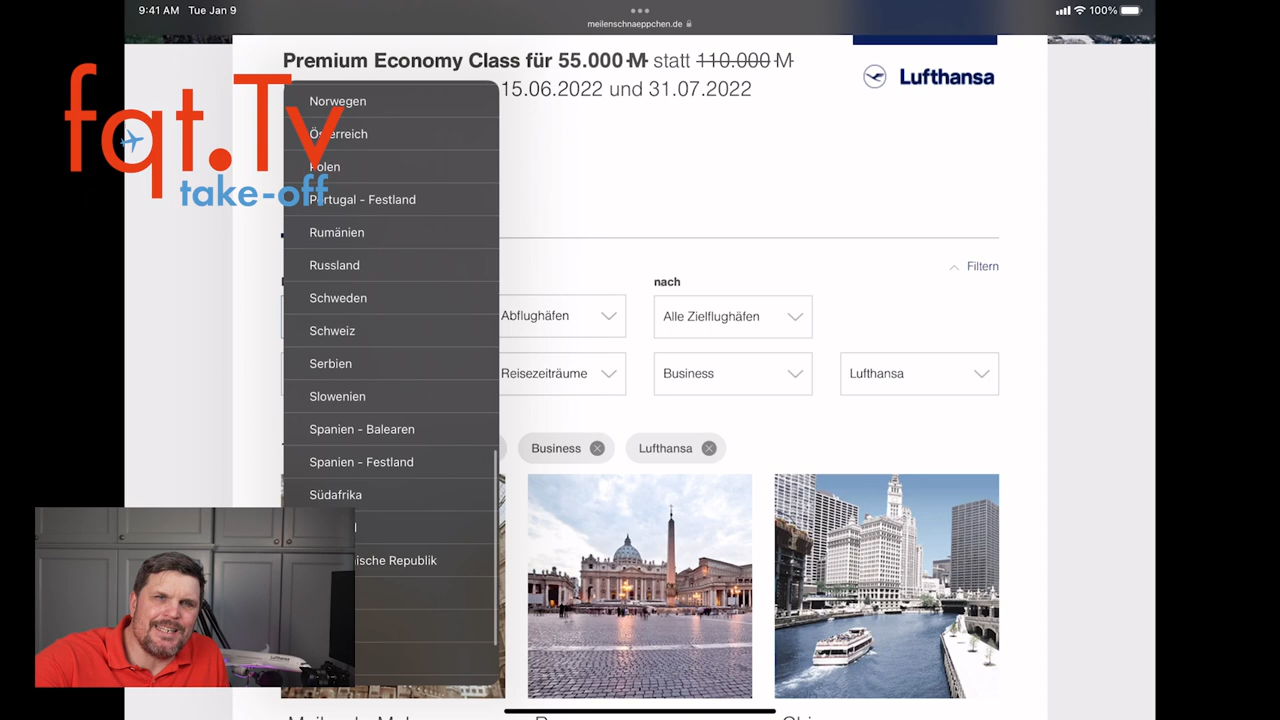 9:41 AM Tue Jan 9
meilenschnaeppchen.de
100%
Premium Economy Class für 55.000 M statt 110.000 M
15.06.2022 und 31.07.2022
Lufthansa
fqt.Tv
take-off
Norwegen
Österreich
Polen
Portugal - Festland
Rumänien
Russland
Schweden
Schweiz
Serbien
Slowenien
Spanien - Balearen
Spanien - Festland
Südafrika
Filtern
nach
Abflughäfen
Alle Zielflughäfen
Reisezeiträume
Business
Lufthansa
Business
Lufthansa
Republik